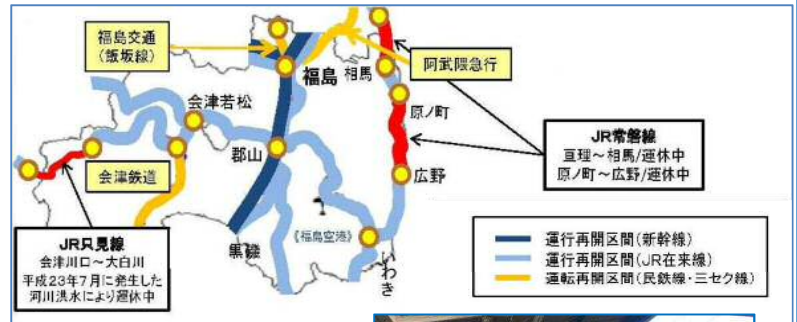 福島交通
(飯坂線)
福島
相馬
阿武隈急行
会津若松
原ノ町
郡山
JR常磐線
亘理～相馬/運休中
原ノ町～広野/運休中
会津鉄道
広野
JR只見線
会津川口～大白川
平成23年7月に発生した
河川洪水により運休中
黒磯
《福島空港》
いわき
運行再開区間(新幹線)
運行再開区間(JR在来線)
運転再開区間(民鉄線・三セク線)